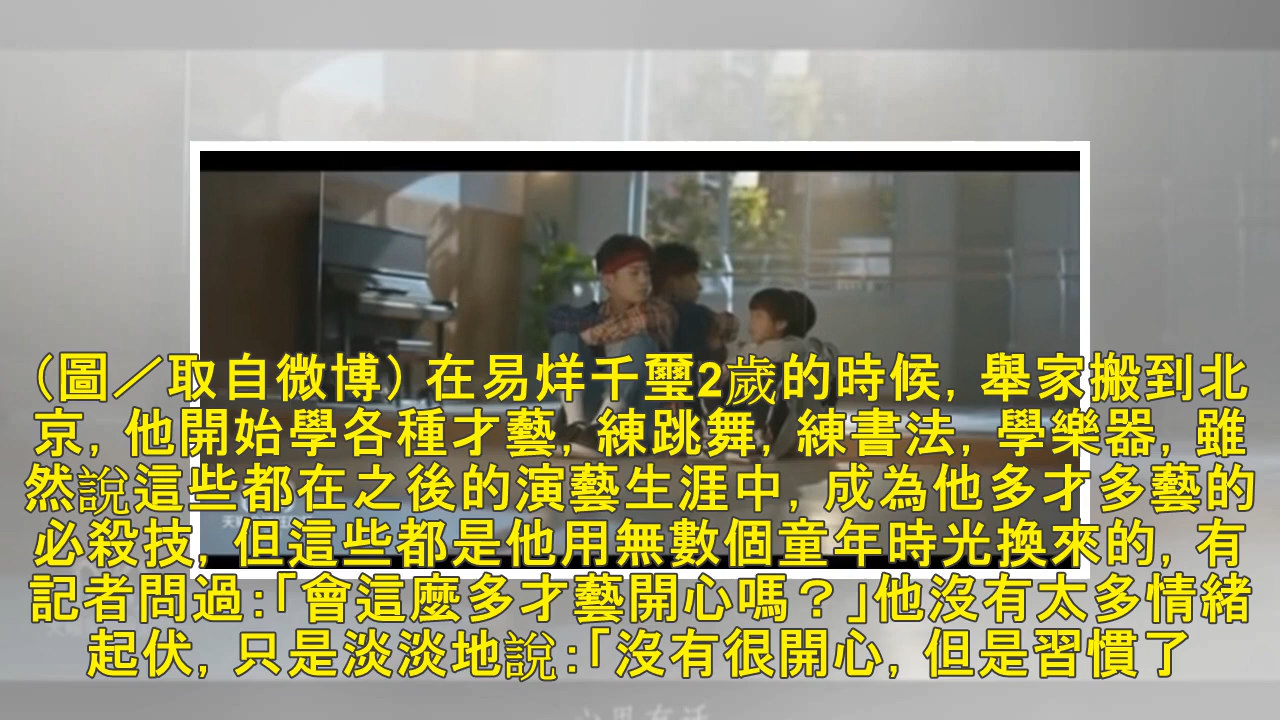 (圖／取自微博) 在易烊千璽2歲的時候, 舉家搬到北
京, 他開始學各種才藝, 練跳舞, 練書法, 學樂器, 雖
然說這些都在之後的演藝生涯中, 成為他多才多藝的
必殺技, 但這些都是他用無數個童年時光換來的, 有
記者問過:「會這麼多才藝開心嗎？」他沒有太多情緒
起伏, 只是淡淡地說:「沒有很開心, 但是習慣了